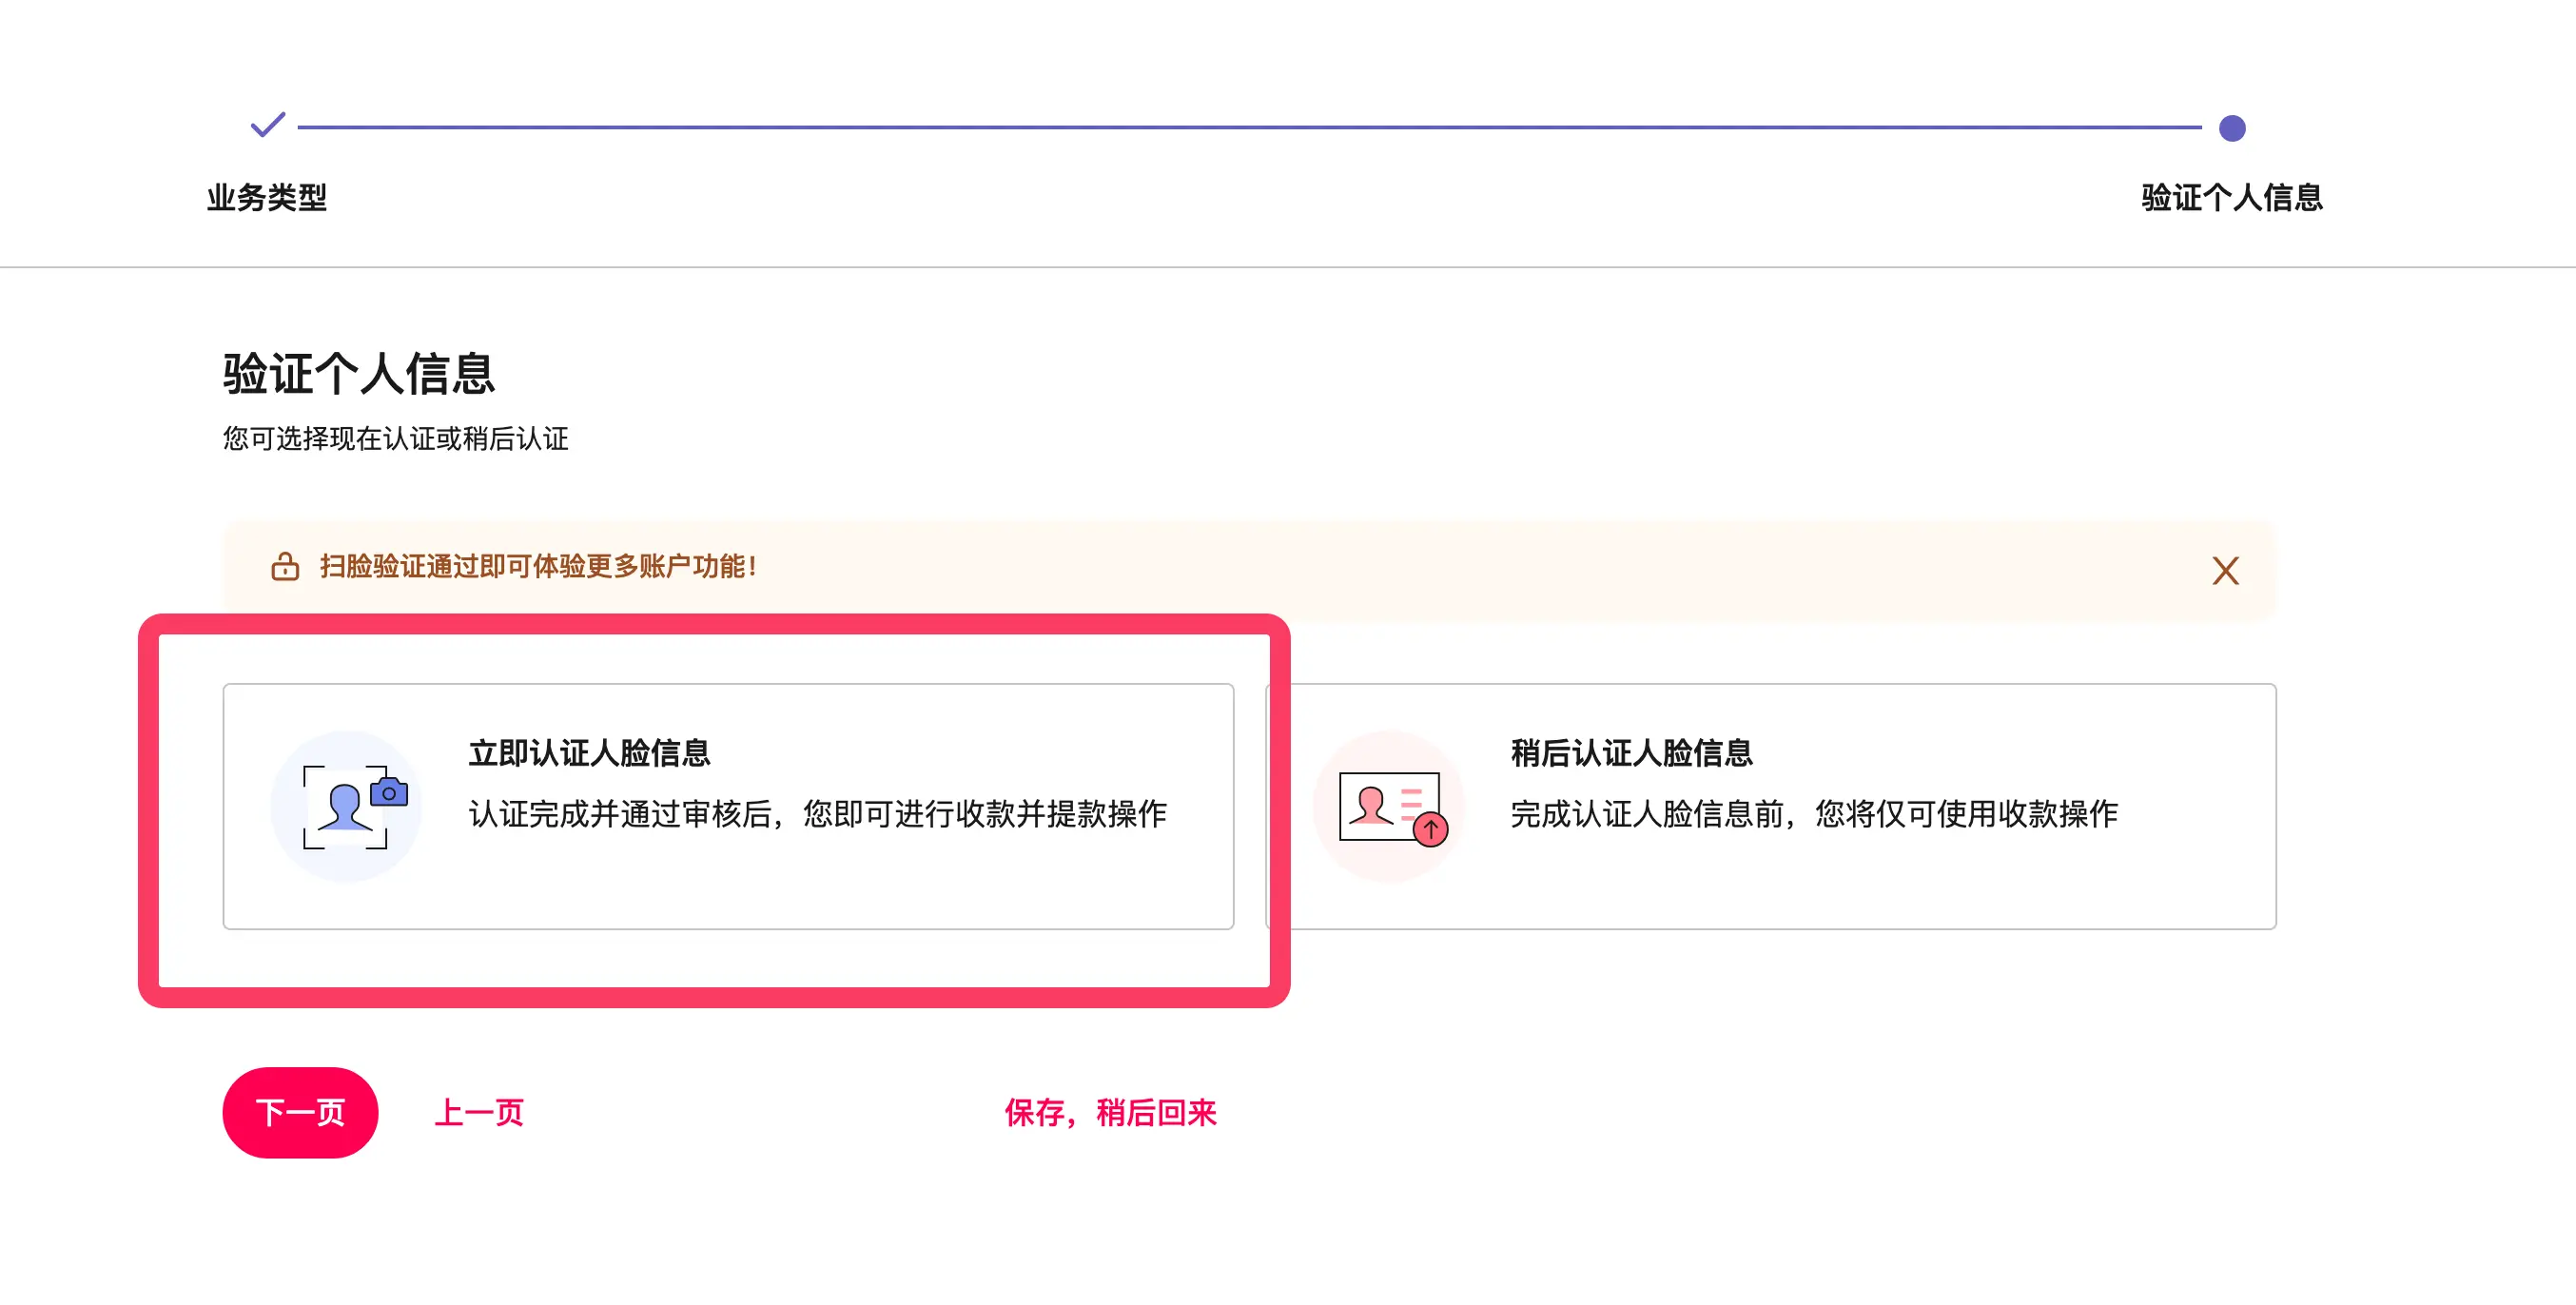 业务类型
验证个人信息
验证个人信息
您可选择现在认证或稍后认证
扫脸验证通过即可体验更多账户功能！
立即认证人脸信息
认证完成并通过审核后，您即可进行收款并提款操作
稍后认证人脸信息
完成认证人脸信息前，您将仅可使用收款操作
下一页
上一页
保存，稍后回来